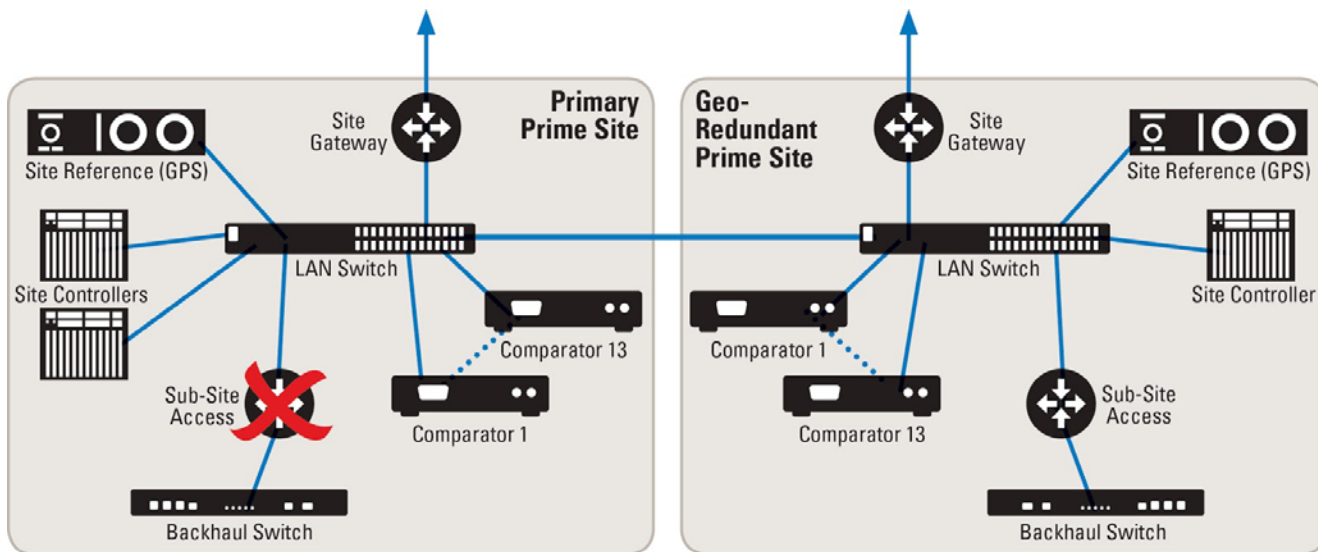 Primary
Prime Site
Site
Gateway
Site Reference (GPS)
LAN Switch
Site Controllers
Comparator 13
Sub-Site
Access
Comparator 1
Backhaul Switch
Geo-
Redundant
Prime Site
Site
Gateway
Site Reference (GPS)
LAN Switch
Site Controller
Comparator 1
Sub-Site
Access
Comparator 13
Backhaul Switch